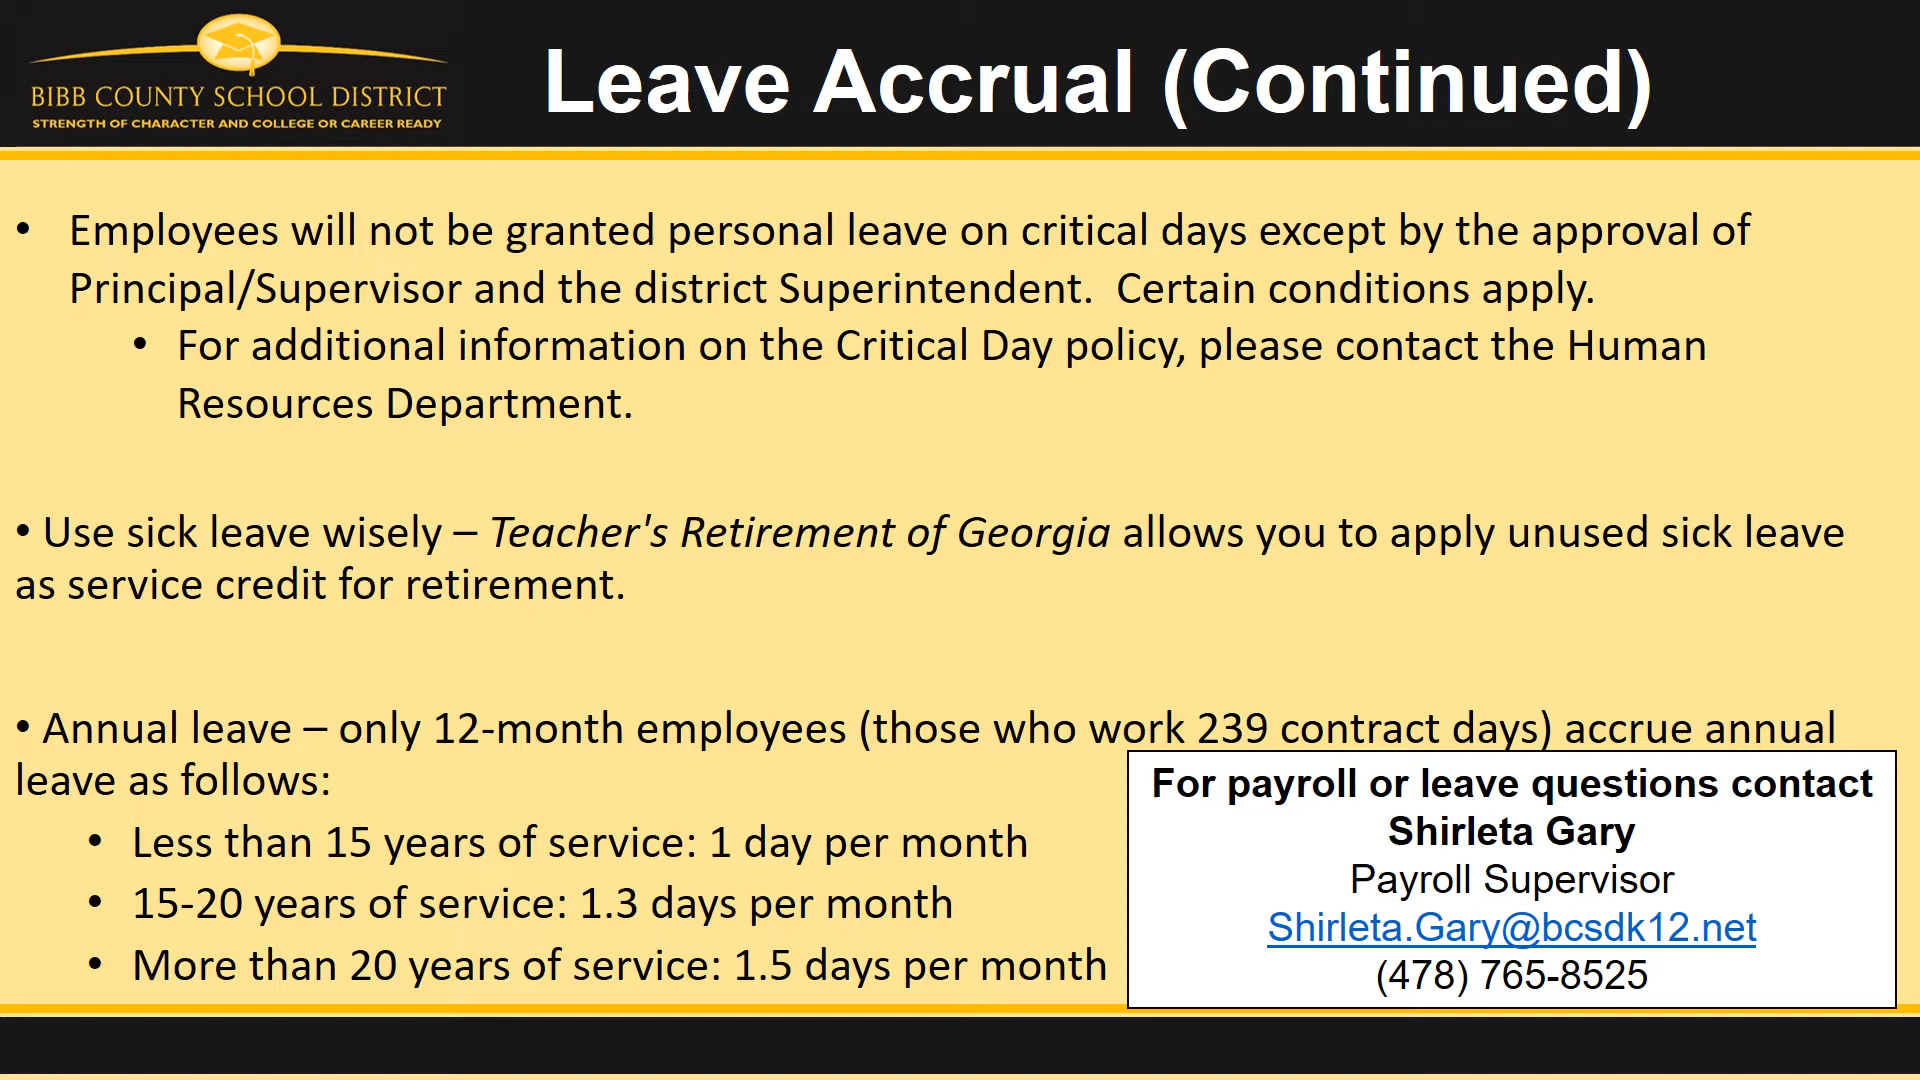 BIBB COUNTY SCHOOL DISTRICT
STRENGTH OF CHARACTER AND COLLEGE OR CAREER READY
Leave Accrual (Continued)
• Employees will not be granted personal leave on critical days except by the approval of
Principal/Supervisor and the district Superintendent.  Certain conditions apply.
• For additional information on the Critical Day policy, please contact the Human
Resources Department.
• Use sick leave wisely – Teacher's Retirement of Georgia allows you to apply unused sick leave
as service credit for retirement.
• Annual leave – only 12-month employees (those who work 239 contract days) accrue annual
leave as follows:
• Less than 15 years of service: 1 day per month
• 15-20 years of service: 1.3 days per month
• More than 20 years of service: 1.5 days per month
For payroll or leave questions contact
Shirleta Gary
Payroll Supervisor
Shirleta.Gary@bcsdk12.net
(478) 765-8525